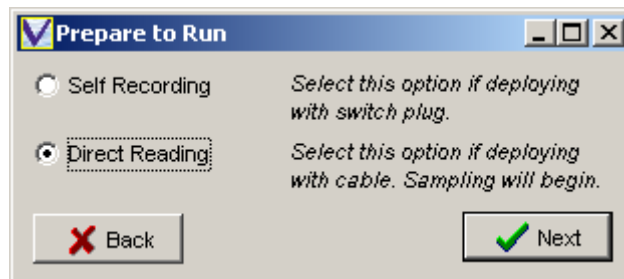 Prepare to Run
Self Recording
Select this option if deploying
with switch plug.
Direct Reading
Select this option if deploying
with cable. Sampling will begin.
Back
Next